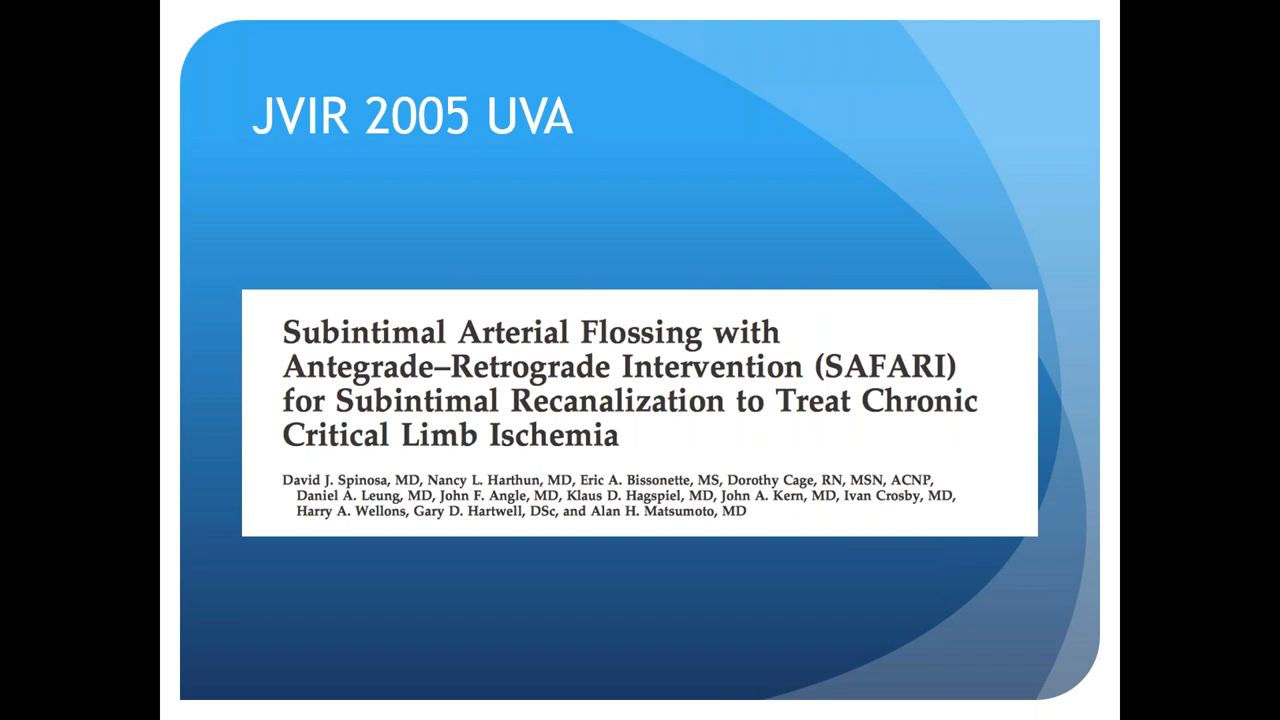 JVIR 2005 UVA
Subintimal Arterial Flossing with
Antegrade–Retrograde Intervention (SAFARI)
for Subintimal Recanalization to Treat Chronic
Critical Limb Ischemia
David J. Spinosa, MD, Nancy L. Harthun, MD, Eric A. Bissonette, MS, Dorothy Cage, RN, MSN, ACNP,
Daniel A. Leung, MD, John F. Angle, MD, Klaus D. Hagspiel, MD, John A. Kern, MD, Ivan Crosby, MD,
Harry A. Wellons, Gary D. Hartwell, DSc, and Alan H. Matsumoto, MD